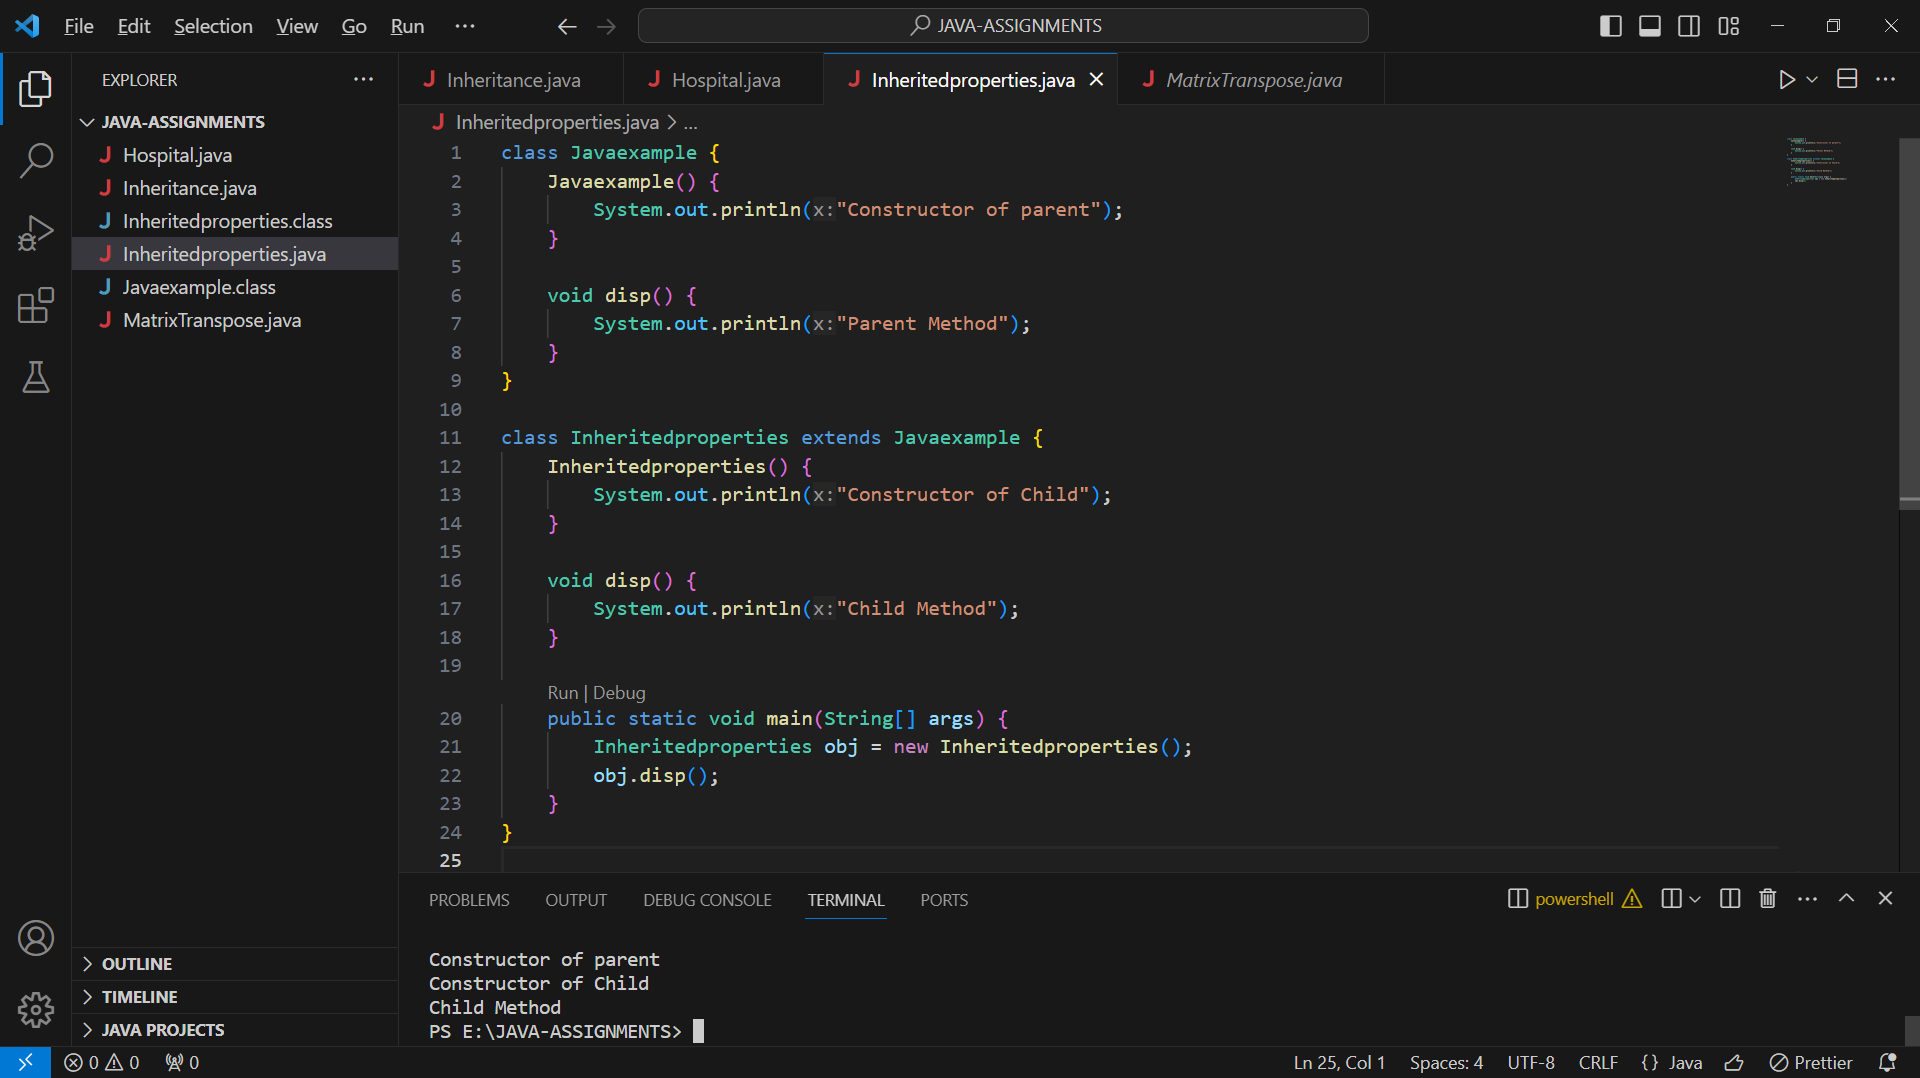 File Edit Selection View Go Run ···
JAVA-ASSIGNMENTS
EXPLORER ···
JAVA-ASSIGNMENTS
Hospital.java
Inheritance.java
Inheritedproperties.class
Inheritedproperties.java
Javaexample.class
MatrixTranspose.java
OUTLINE
TIMELINE
JAVA PROJECTS
Inheritance.java Hospital.java Inheritedproperties.java MatrixTranspose.java
Inheritedproperties.java > ...
1 class Javaexample {
2     Javaexample() {
3         System.out.println(x:"Constructor of parent");
4     }
5
6     void disp() {
7         System.out.println(x:"Parent Method");
8     }
9 }
10
11 class Inheritedproperties extends Javaexample {
12     Inheritedproperties() {
13         System.out.println(x:"Constructor of Child");
14     }
15
16     void disp() {
17         System.out.println(x:"Child Method");
18     }
19
Run | Debug
20     public static void main(String[] args) {
21         Inheritedproperties obj = new Inheritedproperties();
22         obj.disp();
23     }
24 }
25
PROBLEMS OUTPUT DEBUG CONSOLE TERMINAL PORTS powershell
Constructor of parent
Constructor of Child
Child Method
PS E:\JAVA-ASSIGNMENTS>
0 0 0 Ln 25, Col 1 Spaces: 4 UTF-8 CRLF {} Java Prettier